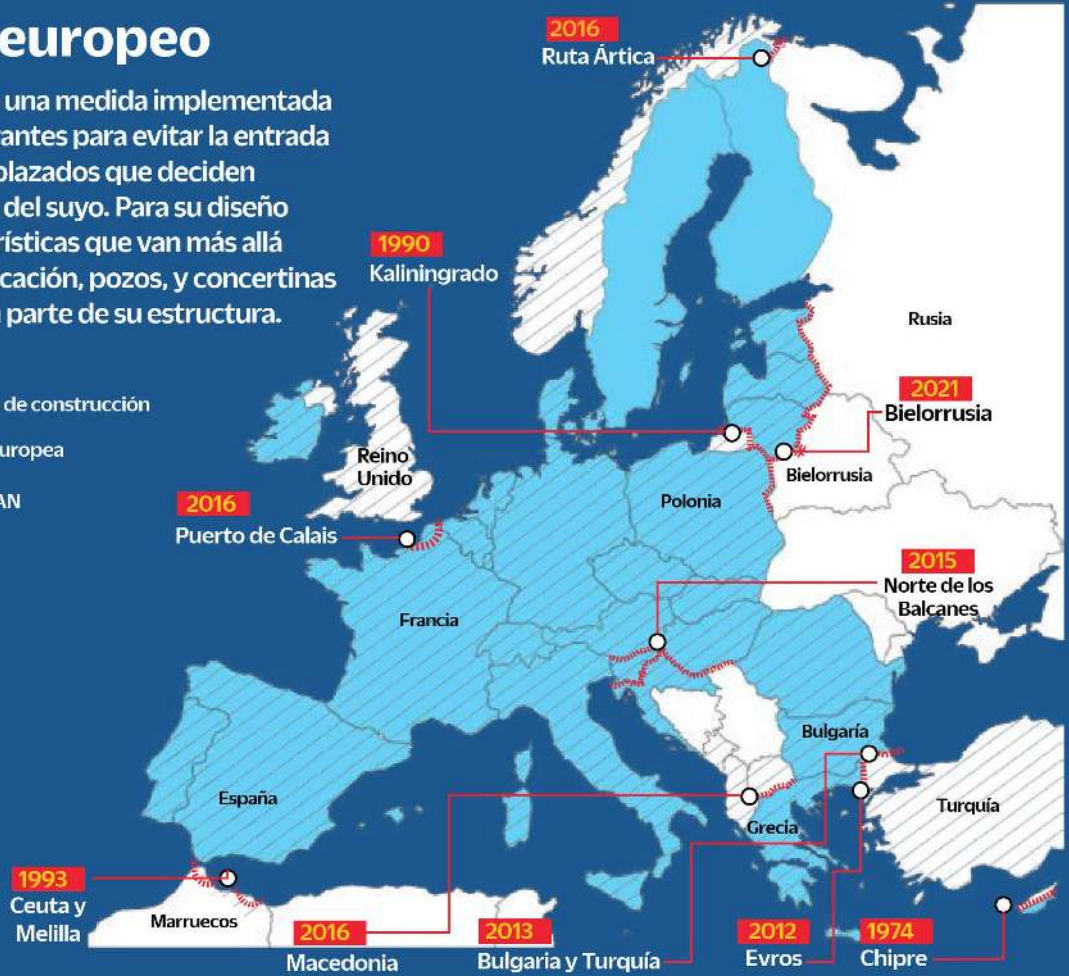 europeo
una medida implementada
antes para evitar la entrada
plazados que deciden
del suyo. Para su diseño
rísticas que van más allá
cación, pozos, y concertinas
parte de su estructura.
de construcción
uropea
AN
2016
Ruta Ártica
1990
Kaliningrado
Rusia
2021
Bielorrusia
Reino
Unido
Bielorrusia
Polonia
2016
Puerto de Calais
2015
Norte de los
Balcanes
Francia
Bulgaría
España
Turquía
Grecia
1993
Ceuta y
Melilla
Marruecos
2016
Macedonia
2013
Bulgaria y Turquía
2012
Evros
1974
Chipre